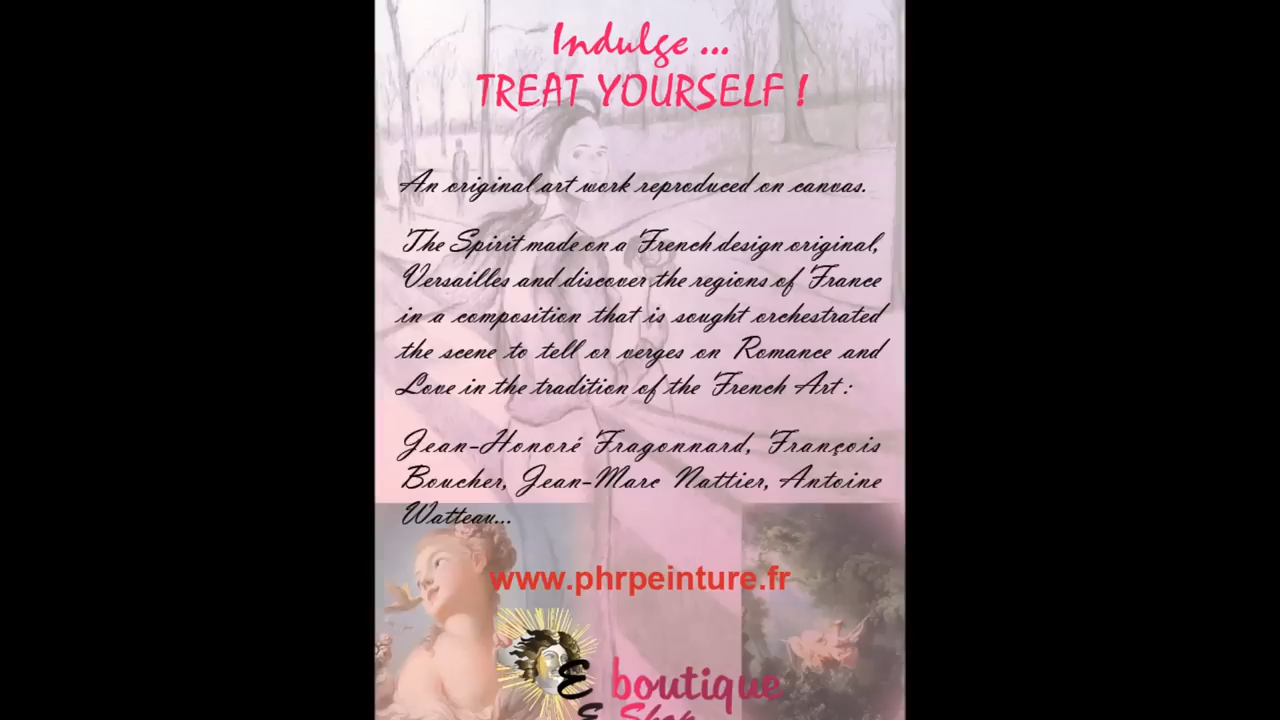 Indulge ...
TREAT YOURSELF !
An original art work reproduced on canvas.
The Spirit made on a French design original,
Versailles and discover the regions of France
in a composition that is sought orchestrated
the scene to tell or verges on Romance and
Love in the tradition of the French Art :
Jean-Honoré Fragonnard, François
Boucher, Jean-Marc Nattier, Antoine
Watteau...
www.phrpeinture.fr
E boutique
E Shop